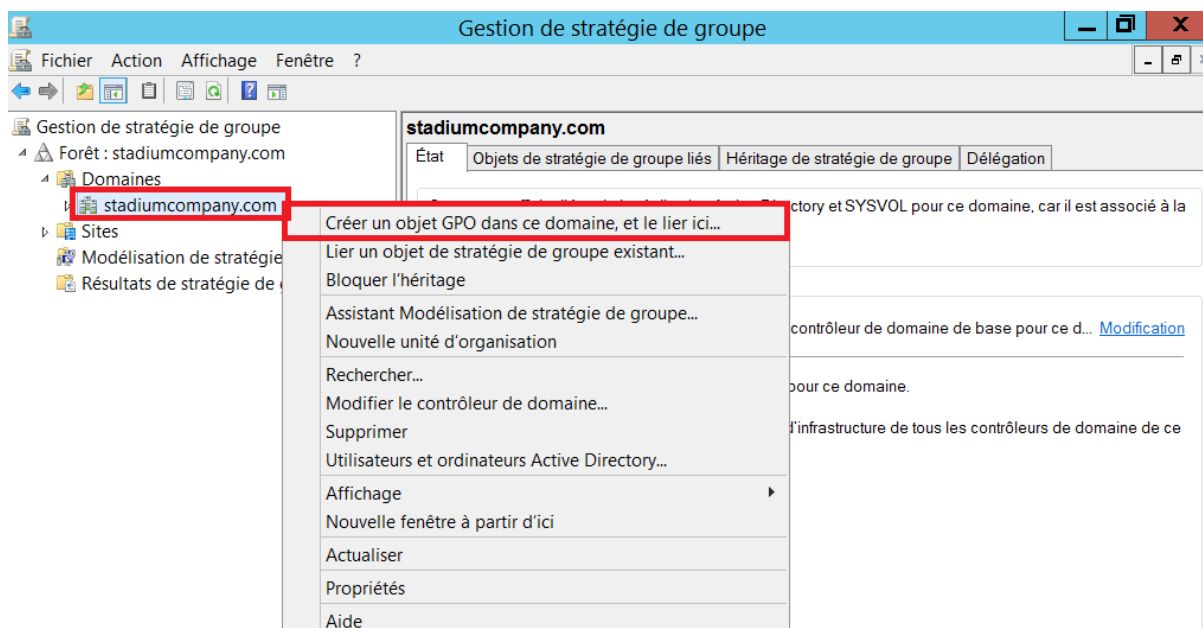 Gestion de stratégie de groupe
Fichier Action Affichage Fenêtre ?
Gestion de stratégie de groupe
Forêt : stadiumcompany.com
Domaines
stadiumcompany.com
Sites
Modélisation de stratégie
Résultats de stratégie de
stadiumcompany.com
État Objets de stratégie de groupe liés Héritage de stratégie de groupe Délégation
Directory et SYSVOL pour ce domaine, car il est associé à la
contrôleur de domaine de base pour ce d... Modification
pour ce domaine.
d'infrastructure de tous les contrôleurs de domaine de ce
Créer un objet GPO dans ce domaine, et le lier ici...
Lier un objet de stratégie de groupe existant...
Bloquer l'héritage
Assistant Modélisation de stratégie de groupe...
Nouvelle unité d'organisation
Rechercher...
Modifier le contrôleur de domaine...
Supprimer
Utilisateurs et ordinateurs Active Directory...
Affichage
Nouvelle fenêtre à partir d'ici
Actualiser
Propriétés
Aide